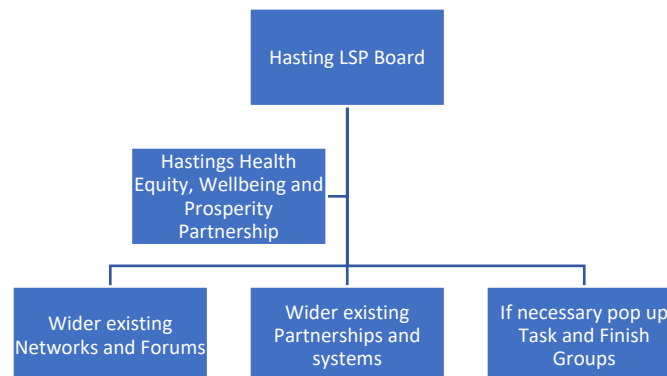 Hasting LSP Board
Hastings Health
Equity, Wellbeing and
Prosperity
Partnership
Wider existing
Networks and Forums
Wider existing
Partnerships and
systems
If necessary pop up
Task and Finish
Groups